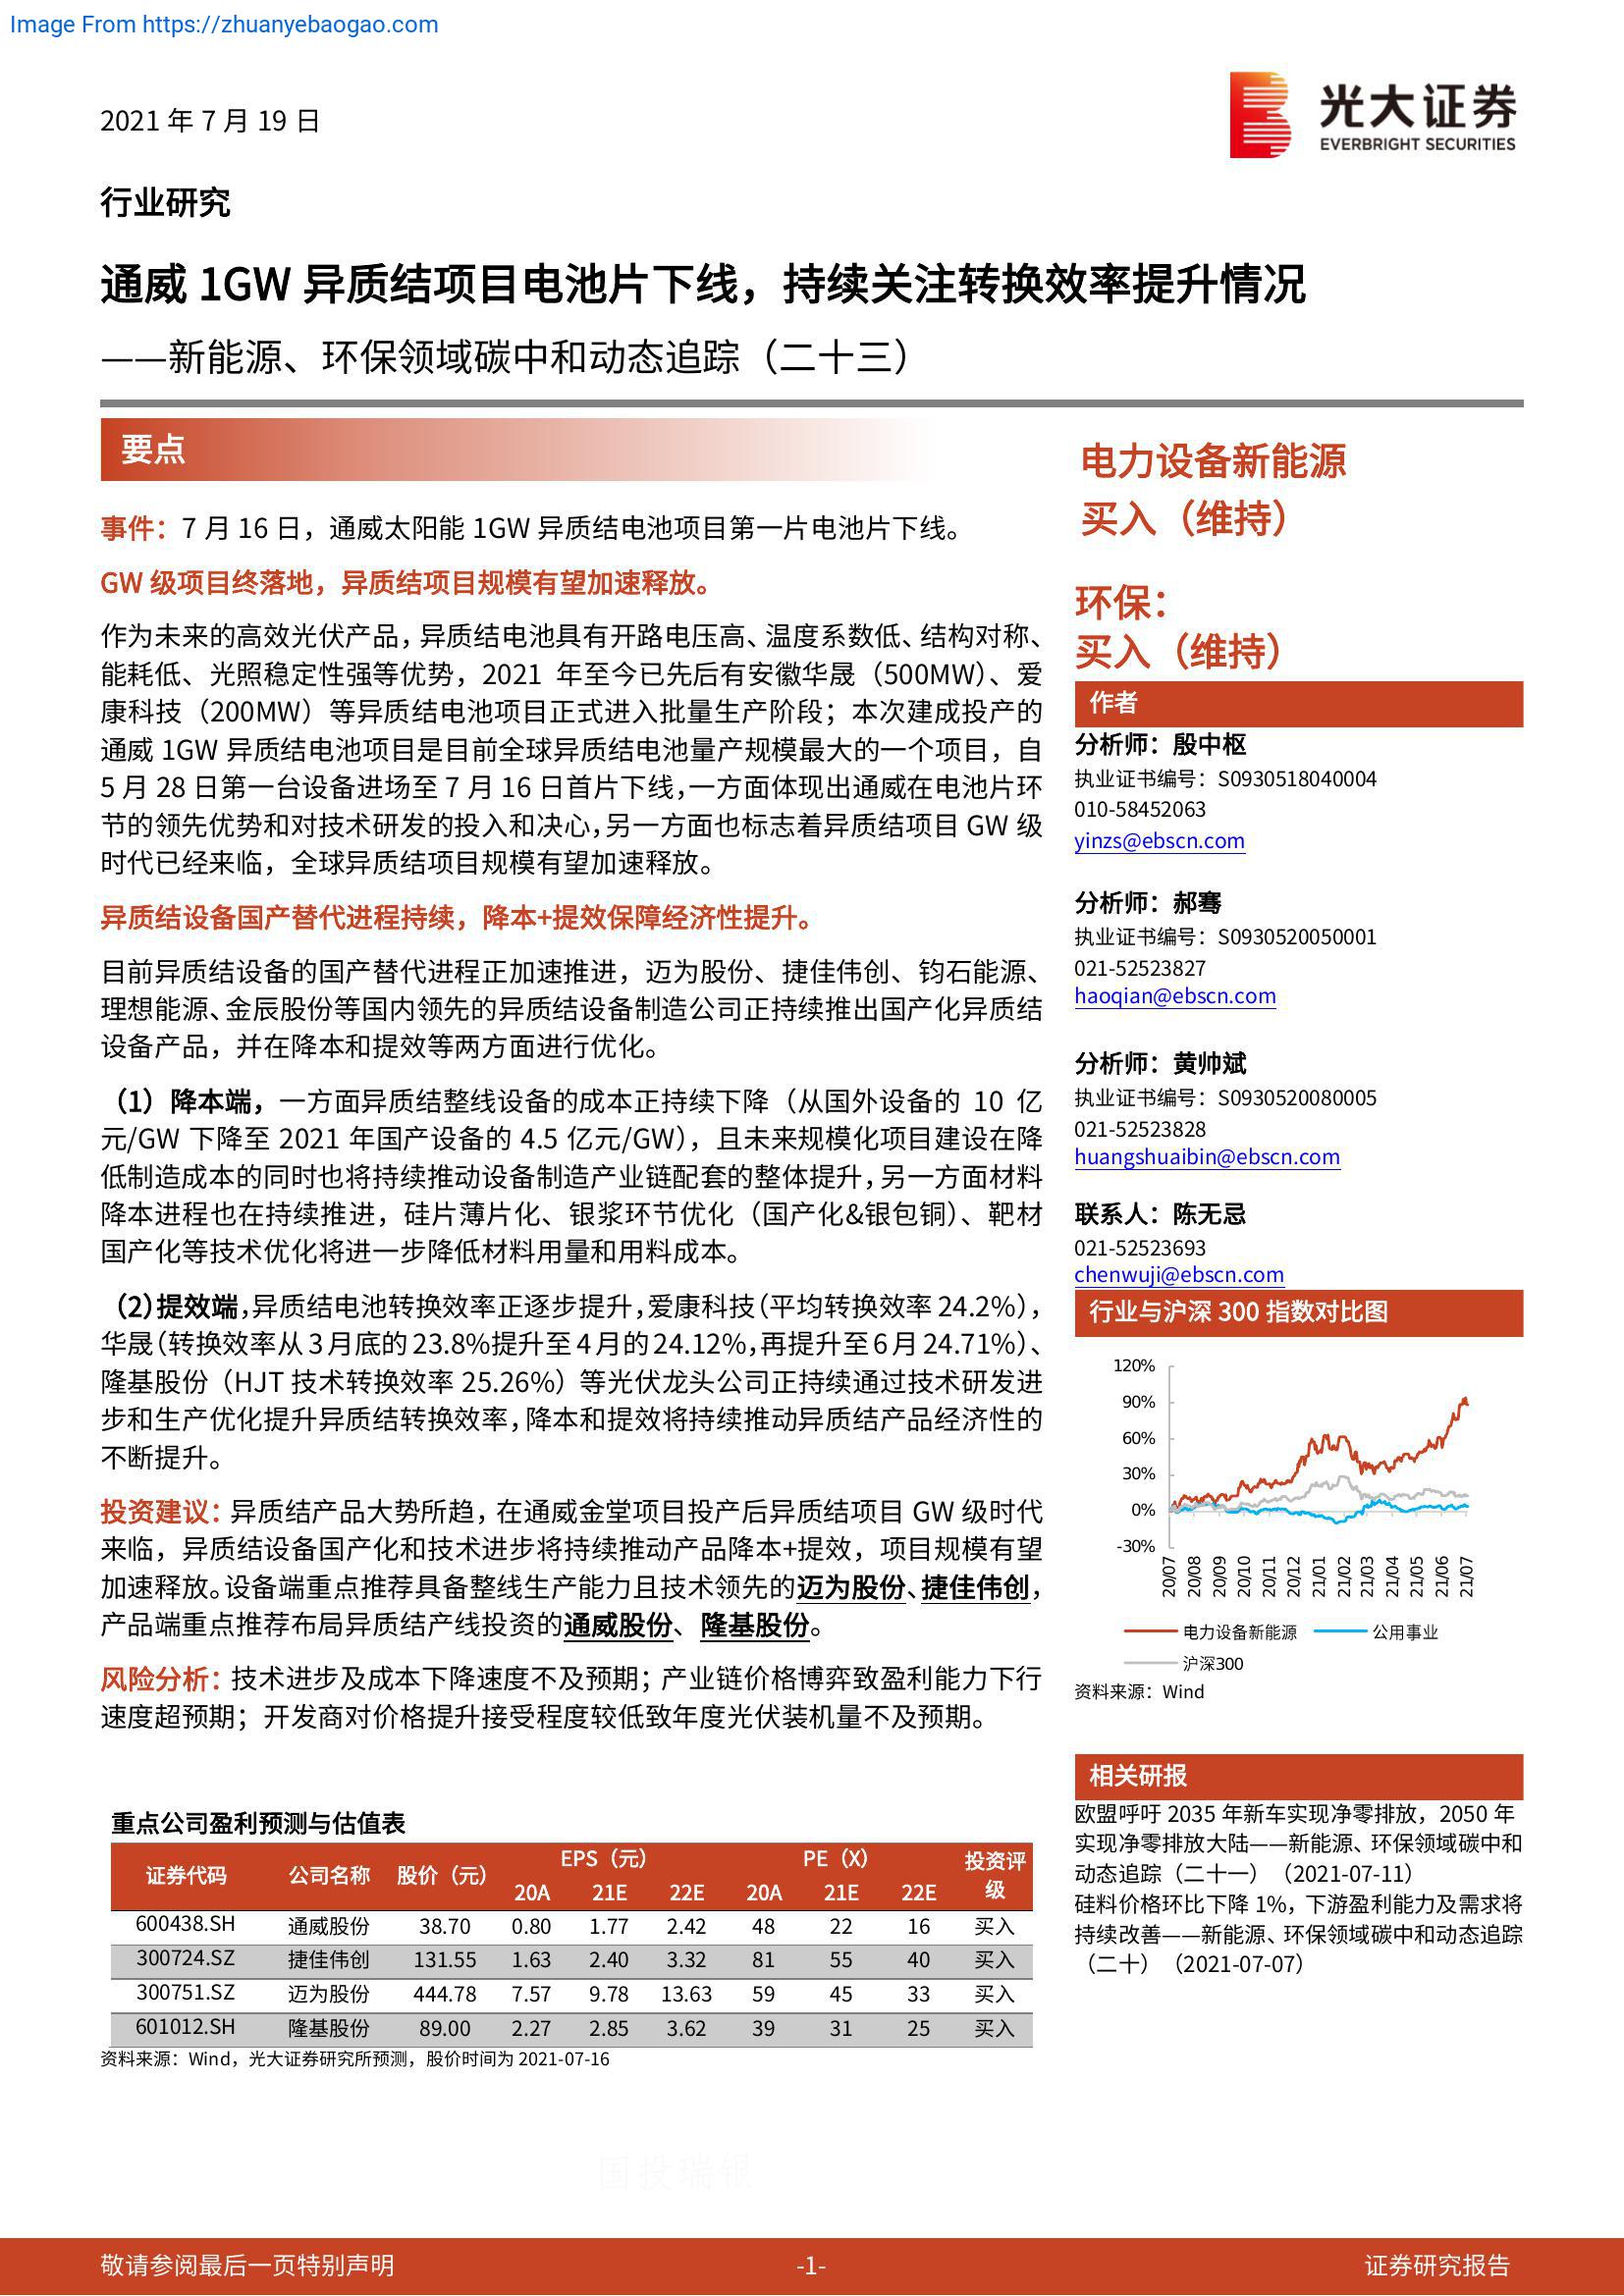 Image From https://zhuanyebaogao.com
2021 年 7 月 19 日
光大证券
EVERBRIGHT SECURITIES
行业研究
通威 1GW 异质结项目电池片下线，持续关注转换效率提升情况
——新能源、环保领域碳中和动态追踪（二十三）
要点
事件：7 月 16 日，通威太阳能 1GW 异质结电池项目第一片电池片下线。
GW 级项目终落地，异质结项目规模有望加速释放。
作为未来的高效光伏产品，异质结电池具有开路电压高、温度系数低、结构对称、
能耗低、光照稳定性强等优势，2021 年至今已先后有安徽华晟（500MW）、爱
康科技（200MW）等异质结电池项目正式进入批量生产阶段；本次建成投产的
通威 1GW 异质结电池项目是目前全球异质结电池量产规模最大的一个项目，自
5 月 28 日第一台设备进场至 7 月 16 日首片下线，一方面体现出通威在电池片环
节的领先优势和对技术研发的投入和决心，另一方面也标志着异质结项目 GW 级
时代已经来临，全球异质结项目规模有望加速释放。
异质结设备国产替代进程持续，降本+提效保障经济性提升。
目前异质结设备的国产替代进程正加速推进，迈为股份、捷佳伟创、钧石能源、
理想能源、金辰股份等国内领先的异质结设备制造公司正持续推出国产化异质结
设备产品，并在降本和提效等两方面进行优化。
（1）降本端，一方面异质结整线设备的成本正持续下降（从国外设备的 10 亿
元/GW 下降至 2021 年国产设备的 4.5 亿元/GW），且未来规模化项目建设在降
低制造成本的同时也将持续推动设备制造产业链配套的整体提升，另一方面材料
降本进程也在持续推进，硅片薄片化、银浆环节优化（国产化&银包铜）、靶材
国产化等技术优化将进一步降低材料用量和用料成本。
（2）提效端，异质结电池转换效率正逐步提升，爱康科技（平均转换效率 24.2%），
华晟（转换效率从 3 月底的 23.8%提升至 4 月的 24.12%，再提升至 6 月 24.71%）、
隆基股份（HJT 技术转换效率 25.26%）等光伏龙头公司正持续通过技术研发进
步和生产优化提升异质结转换效率，降本和提效将持续推动异质结产品经济性的
不断提升。
投资建议：异质结产品大势所趋，在通威金堂项目投产后异质结项目 GW 级时代
来临，异质结设备国产化和技术进步将持续推动产品降本+提效，项目规模有望
加速释放。设备端重点推荐具备整线生产能力且技术领先的迈为股份、捷佳伟创，
产品端重点推荐布局异质结产线投资的通威股份、隆基股份。
风险分析：技术进步及成本下降速度不及预期；产业链价格博弈致盈利能力下行
速度超预期；开发商对价格提升接受程度较低致年度光伏装机量不及预期。
重点公司盈利预测与估值表
证券代码 公司名称 股价（元） EPS（元） PE（X） 投资评级
20A 21E 22E 20A 21E 22E
600438.SH 通威股份 38.70 0.80 1.77 2.42 48 22 16 买入
300724.SZ 捷佳伟创 131.55 1.63 2.40 3.32 81 55 40 买入
300751.SZ 迈为股份 444.78 7.57 9.78 13.63 59 45 33 买入
601012.SH 隆基股份 89.00 2.27 2.85 3.62 39 31 25 买入
资料来源：Wind，光大证券研究所预测，股价时间为 2021-07-16
电力设备新能源
买入（维持）
环保：
买入（维持）
作者
分析师：殷中枢
执业证书编号：S0930518040004
010-58452063
yinzs@ebscn.com
分析师：郝骞
执业证书编号：S0930520050001
021-52523827
haoqian@ebscn.com
分析师：黄帅斌
执业证书编号：S0930520080005
021-52523828
huangshuaibin@ebscn.com
联系人：陈无忌
021-52523693
chenwuji@ebscn.com
行业与沪深 300 指数对比图
120%
90%
60%
30%
0%
-30%
20/07 20/08 20/09 20/10 20/11 20/12 21/01 21/02 21/03 21/04 21/05 21/06 21/07
电力设备新能源 公用事业
沪深300
资料来源：Wind
相关研报
欧盟呼吁 2035 年新车实现净零排放，2050 年
实现净零排放大陆——新能源、环保领域碳中和
动态追踪（二十一）（2021-07-11）
硅料价格环比下降 1%，下游盈利能力及需求将
持续改善——新能源、环保领域碳中和动态追踪
（二十）（2021-07-07）
国投瑞银
敬请参阅最后一页特别声明 -1- 证券研究报告